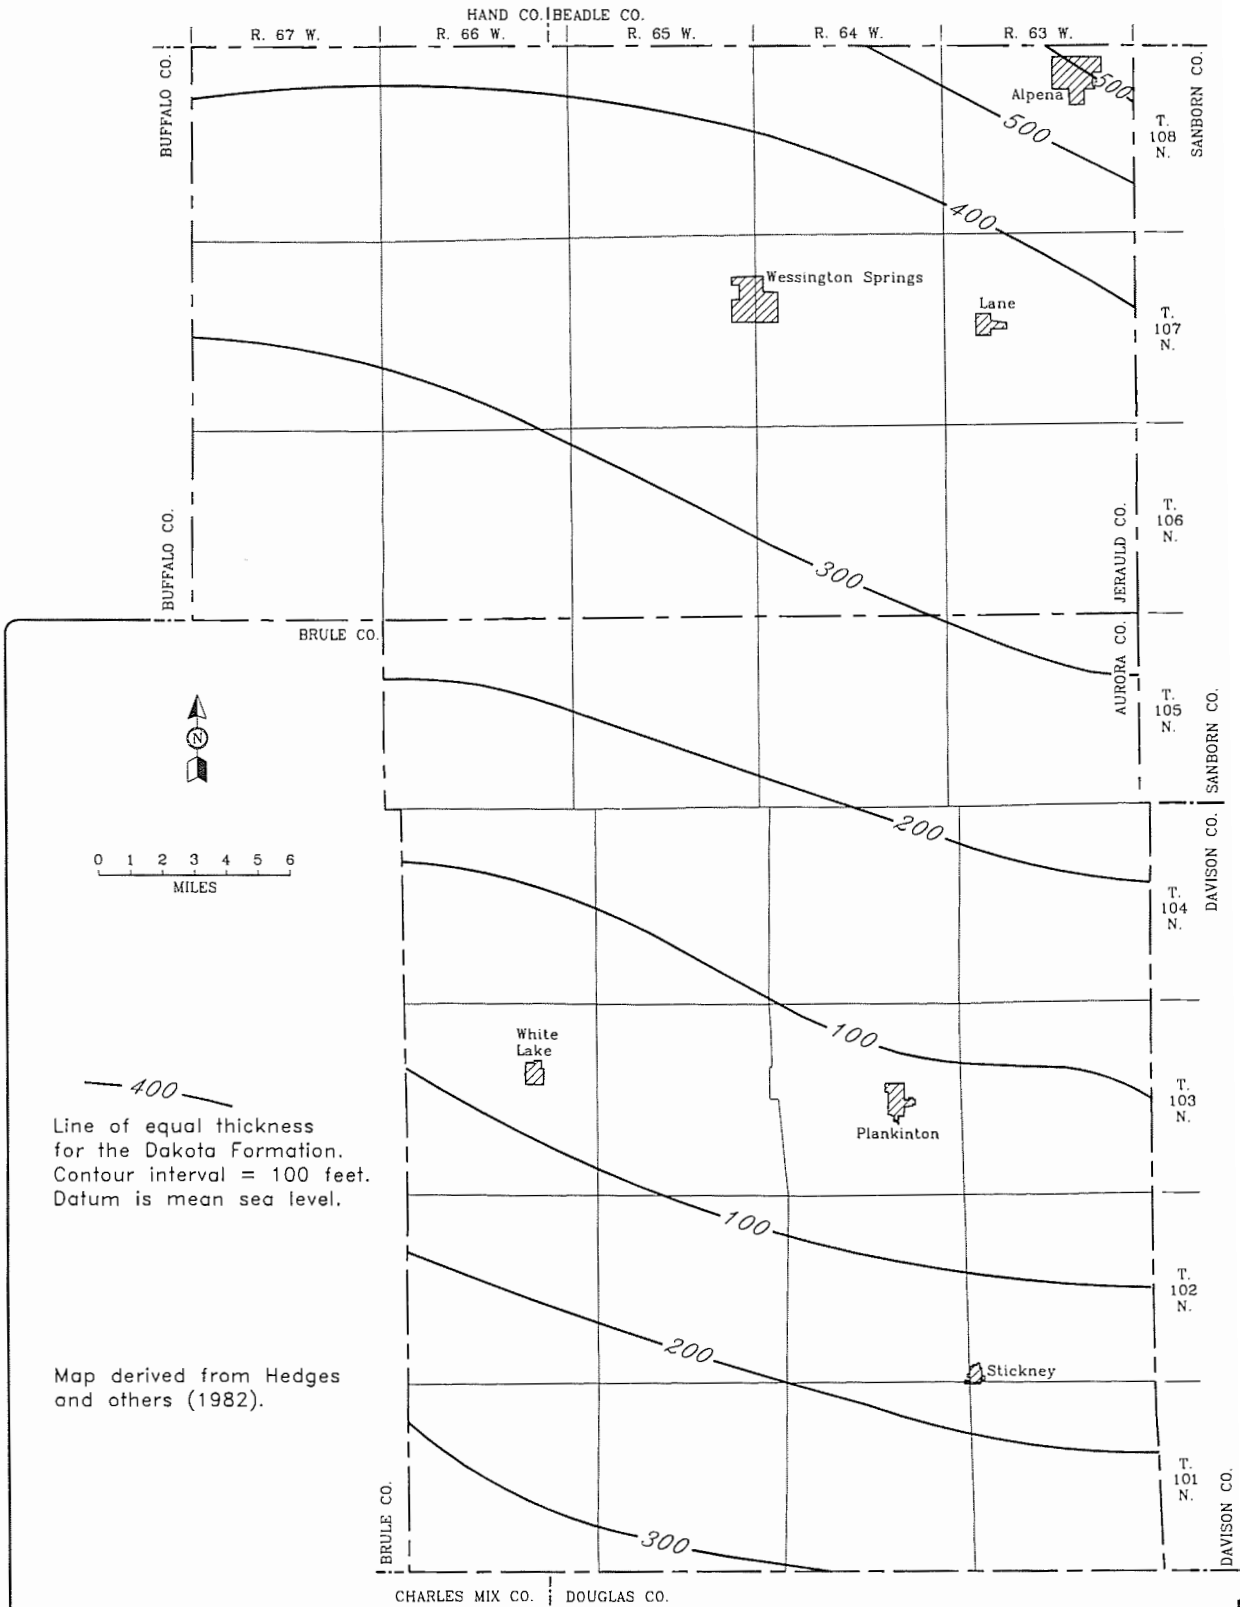 HAND CO. BEADLE CO.
R. 67 W. R. 66 W. R. 65 W. R. 64 W. R. 63 W.
BUFFALO CO.
SANBORN CO.
Alpena
500
500
T. 108 N.
400
Wessington Springs
Lane
T. 107 N.
300
T. 106 N.
BUFFALO CO.
JERAULD CO.
BRULE CO.
AURORA CO.
T. 105 N.
SANBORN CO.
N
200
DAVISON CO.
0 1 2 3 4 5 6
MILES
T. 104 N.
White
Lake
100
Plankinton
T. 103 N.
400
Line of equal thickness
for the Dakota Formation.
Contour interval = 100 feet.
Datum is mean sea level.
100
T. 102 N.
200
Stickney
Map derived from Hedges
and others (1982).
T. 101 N.
300
BRULE CO.
DAVISON CO.
CHARLES MIX CO. DOUGLAS CO.